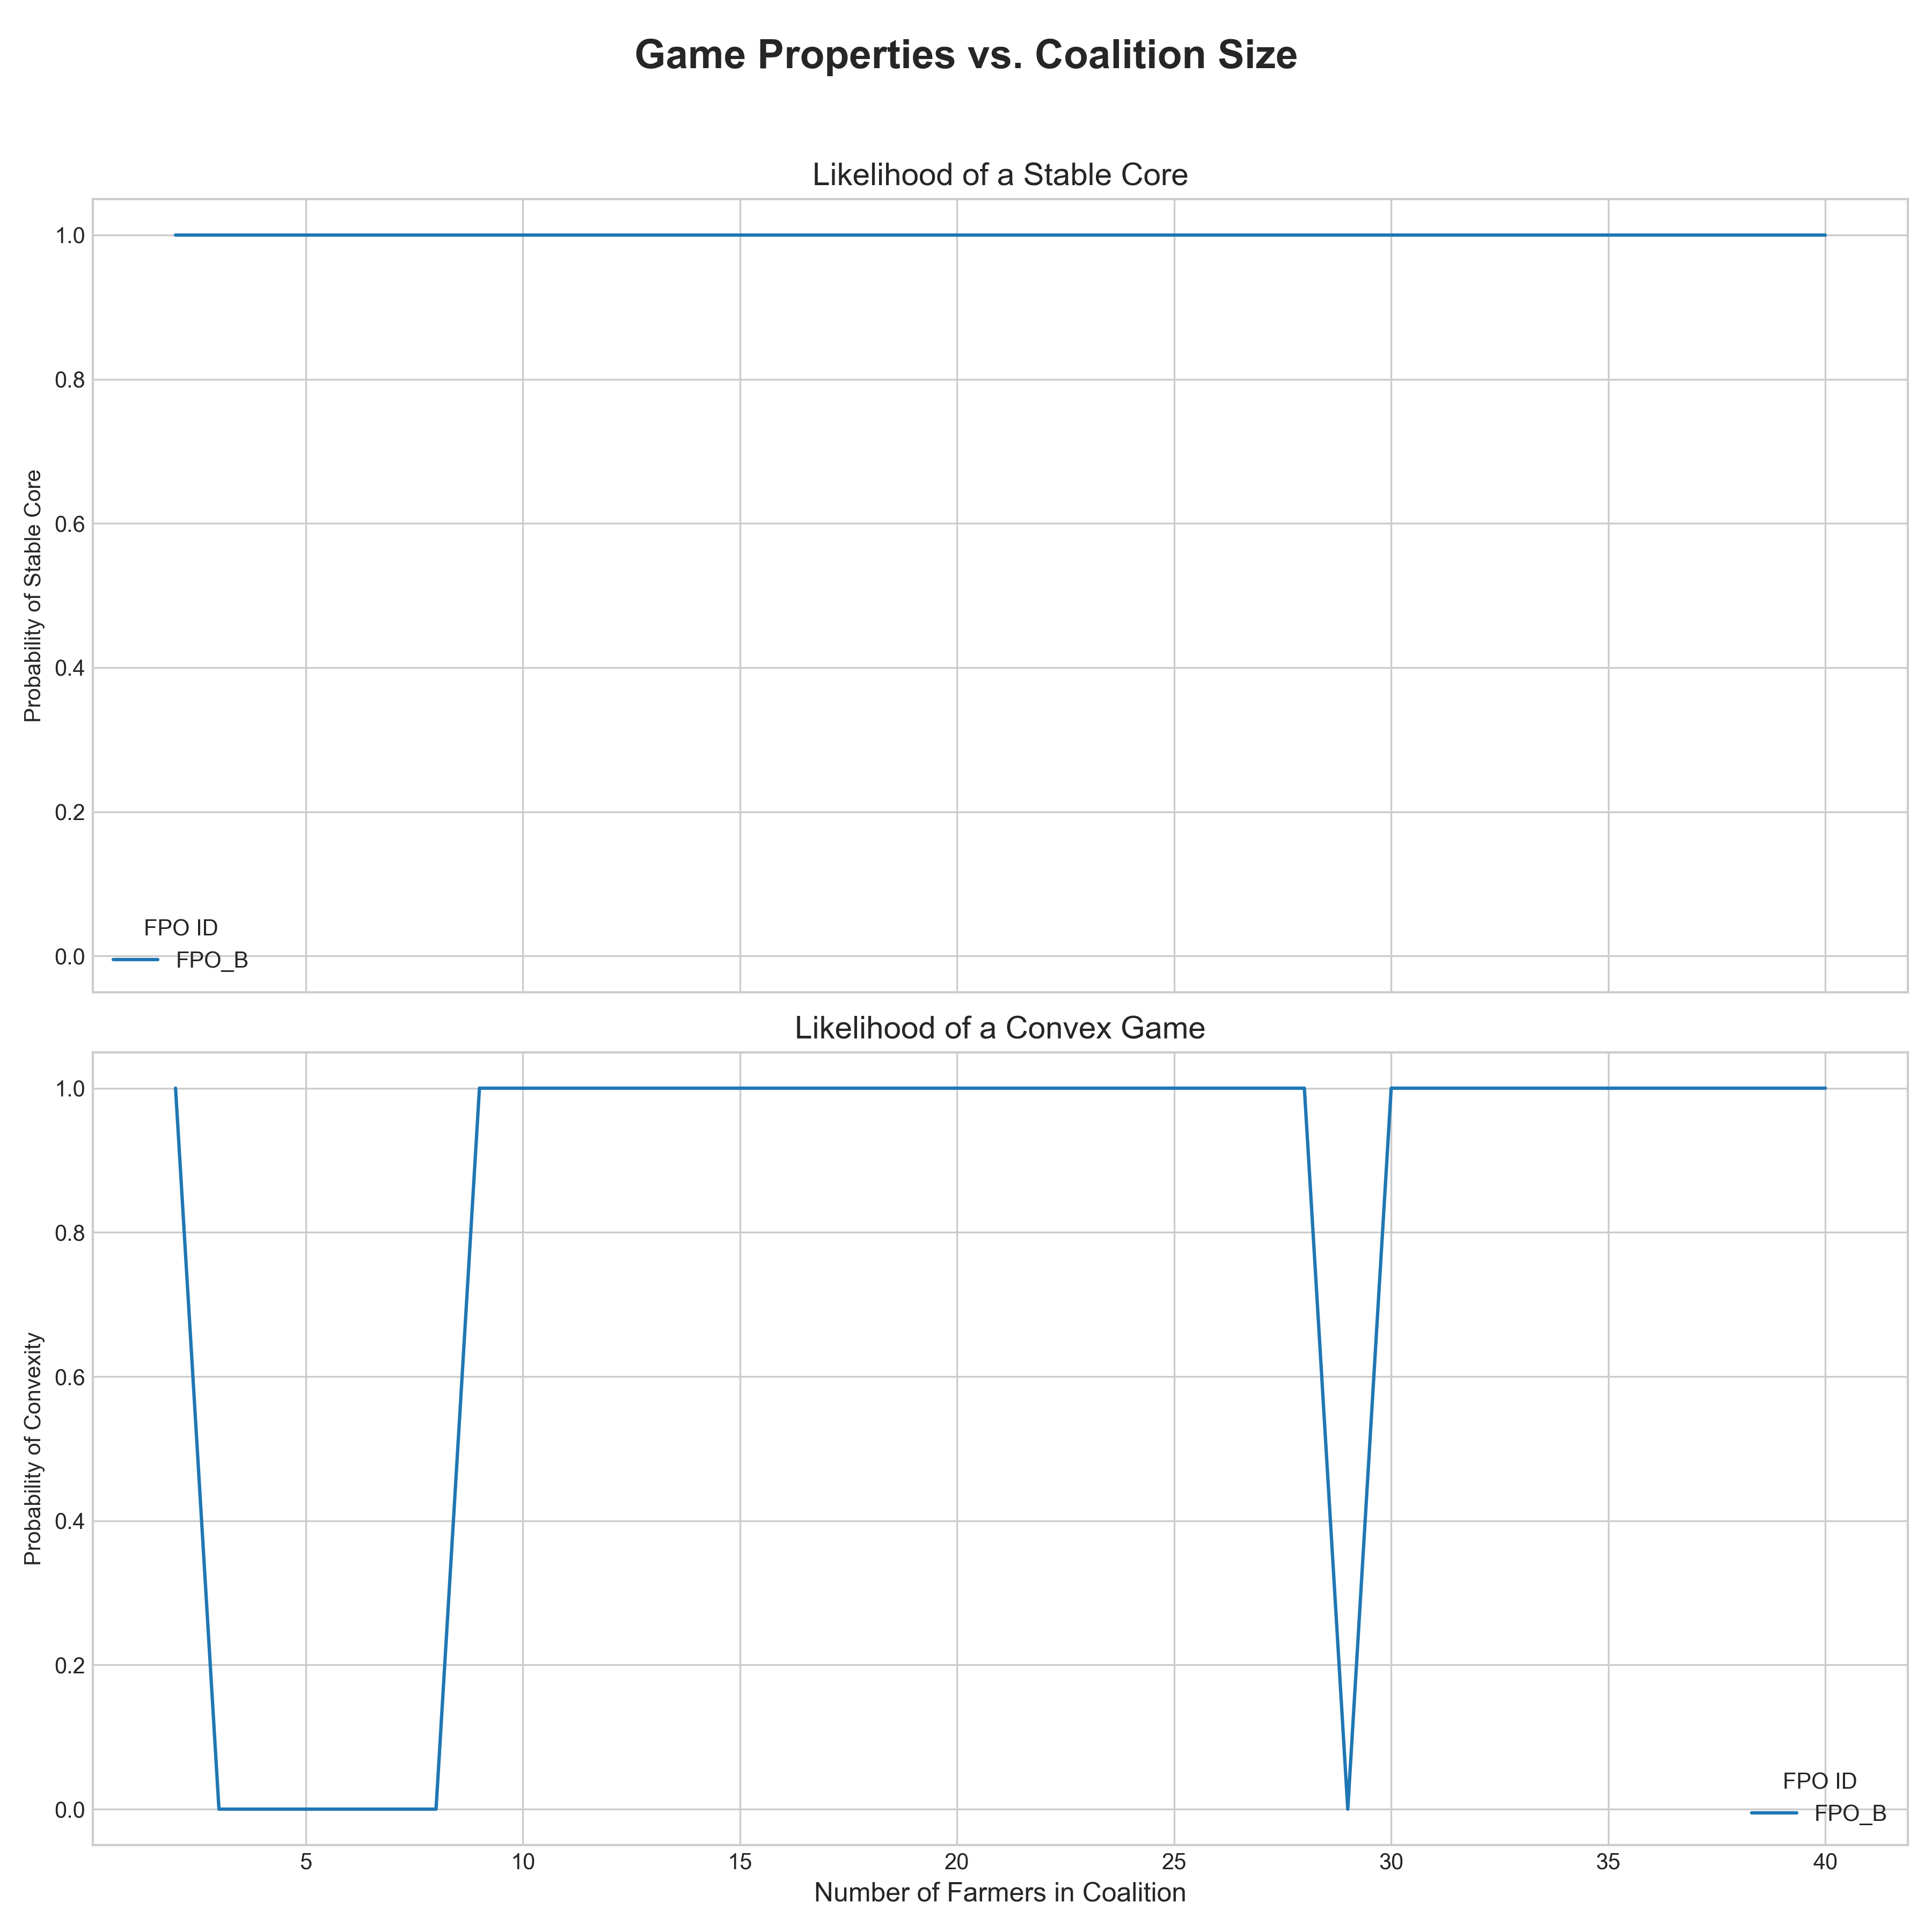 Game Properties vs. Coalition Size
Likelihood of a Stable Core
Probability of Stable Core
1.0
0.8
0.6
0.4
0.2
0.0
FPO ID
FPO_B
Likelihood of a Convex Game
Probability of Convexity
1.0
0.8
0.6
0.4
0.2
0.0
FPO ID
FPO_B
5 10 15 20 25 30 35 40
Number of Farmers in Coalition